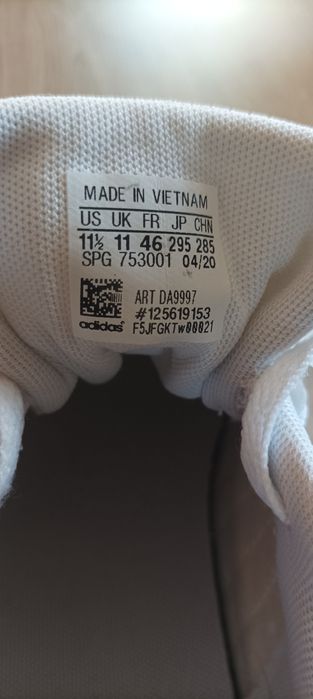 MADE IN VIETNAM
US UK FR JP CHN
11½ 11 46 295 285
SPG 753001 04/20
ART DA9997
#125619153
adidas F5JFGKTw00021